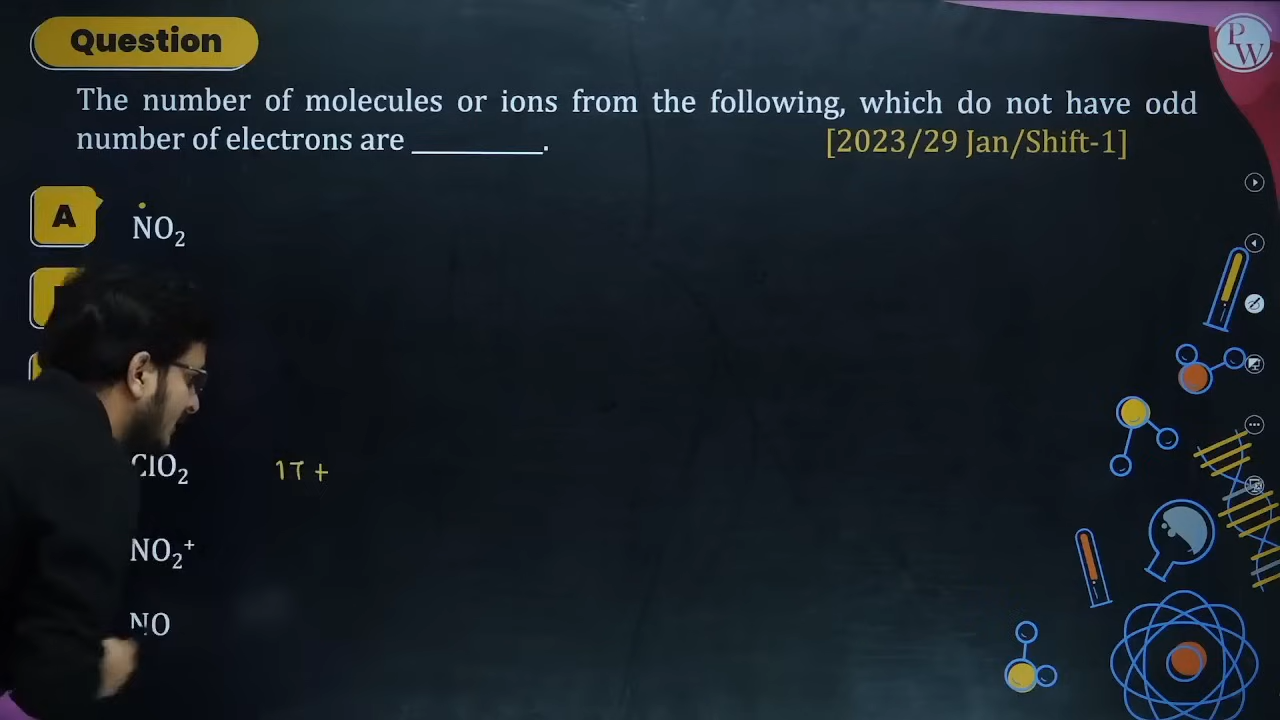 Question
PW
The number of molecules or ions from the following, which do not have odd
number of electrons are ________.
[2023/29 Jan/Shift-1]
A
NO₂
ClO₂ 17 +
NO₂⁺
NO